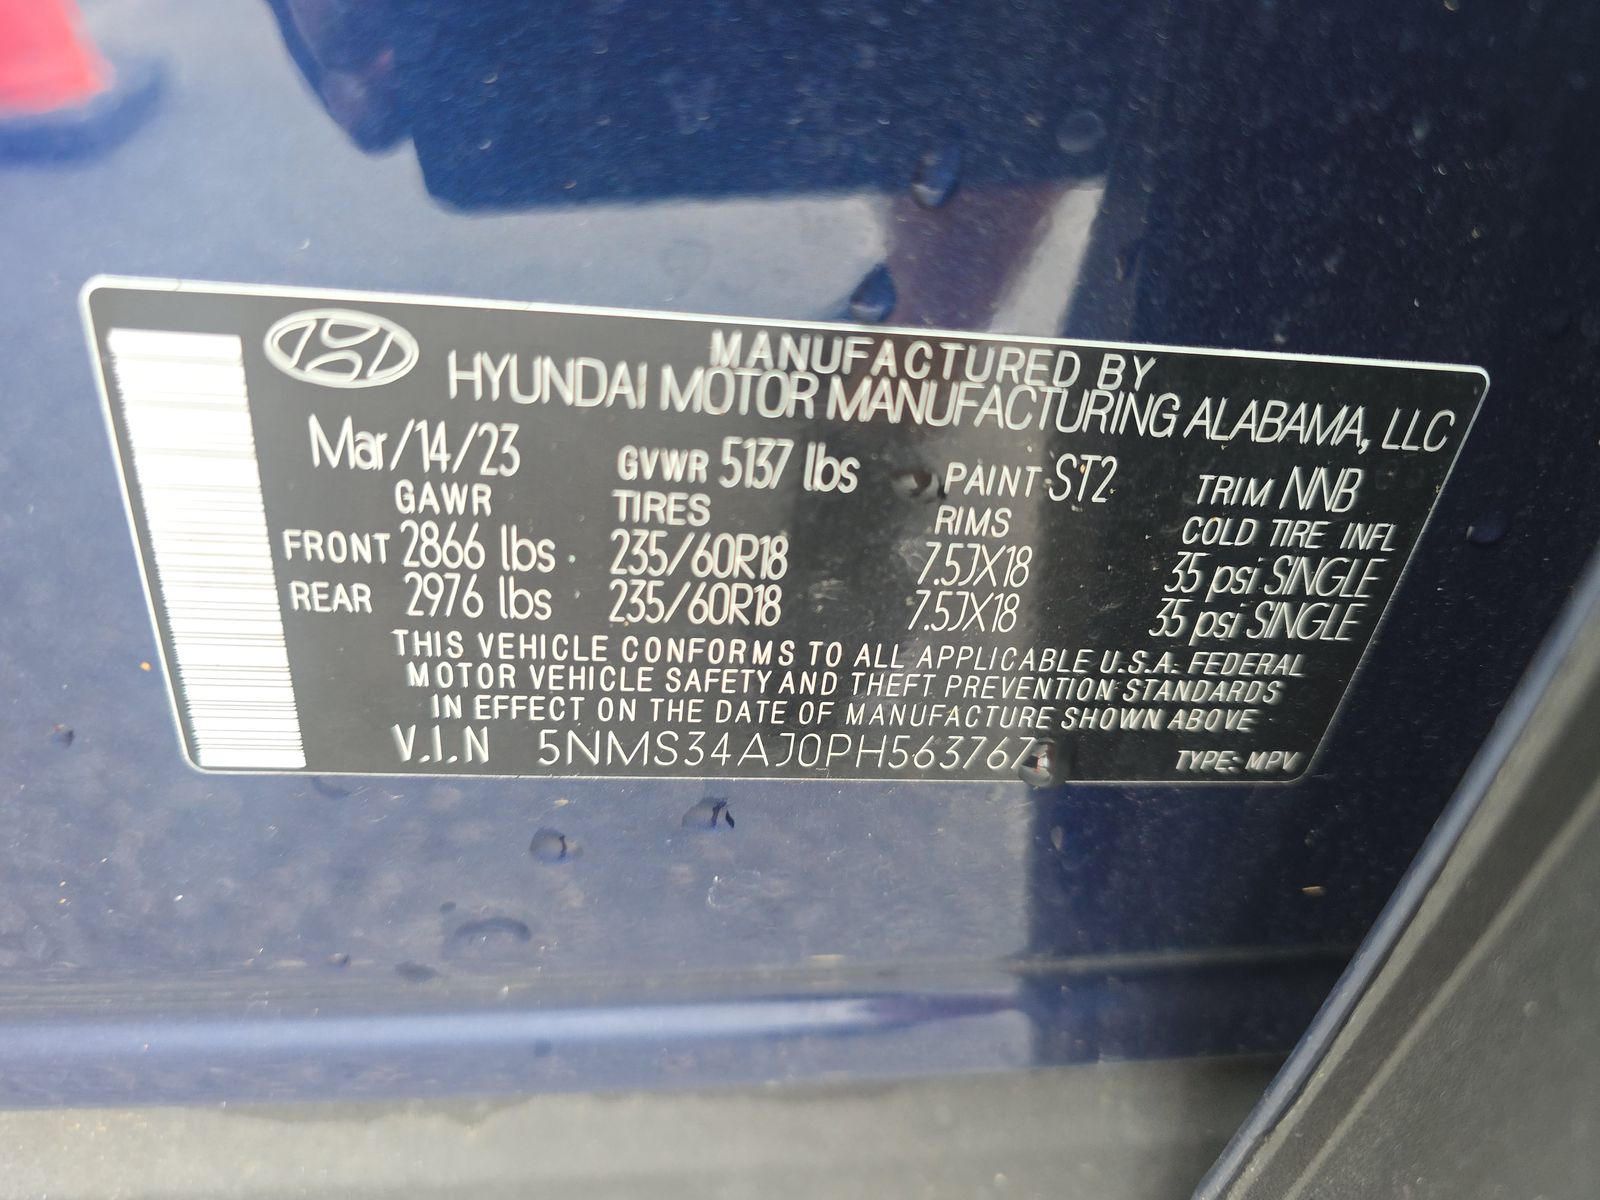 MANUFACTURED BY
HYUNDAI MOTOR MANUFACTURING ALABAMA, LLC
Mar/14/23 GVWR 5137 lbs PAINT ST2 TRIM NNB
GAWR TIRES RIMS COLD TIRE INFL
FRONT 2866 lbs 235/60R18 7.5JX18 35 psi SINGLE
REAR 2976 lbs 235/60R18 7.5JX18 35 psi SINGLE
THIS VEHICLE CONFORMS TO ALL APPLICABLE U.S.A. FEDERAL
MOTOR VEHICLE SAFETY AND THEFT PREVENTION STANDARDS
IN EFFECT ON THE DATE OF MANUFACTURE SHOWN ABOVE
V.I.N 5NMS34AJ0PH563767 TYPE: MPV